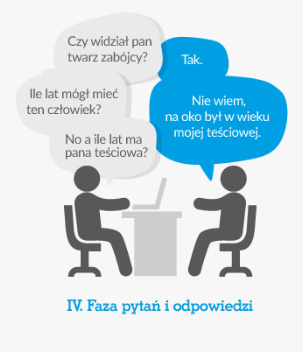 Czy widział pan
twarz zabójcy?
Tak.
Ile lat mógł mieć
ten człowiek?
Nie wiem,
na oko był w wieku
mojej teściowej.
No a ile lat ma
pana teściowa?
IV. Faza pytań i odpowiedzi